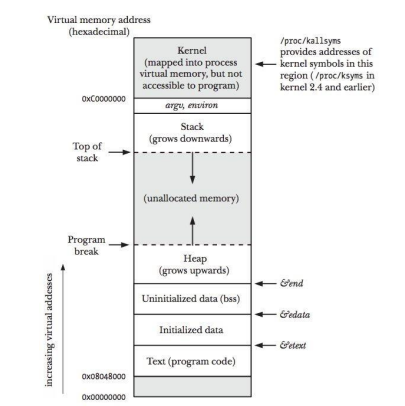 Virtual memory address
(hexadecimal)
Kernel
(mapped into process
virtual memory, but not
accessible to program)
/proc/kallsyms
provides addresses of
kernel symbols in this
region (/proc/ksyms in
kernel 2.4 and earlier)
0xC0000000
argv, environ
Stack
(grows downwards)
Top of
stack
(unallocated memory)
Program
break
Heap
(grows upwards)
&end
Uninitialized data (bss)
&edata
Initialized data
&etext
Text (program code)
0x08048000
0x00000000
increasing virtual addesses